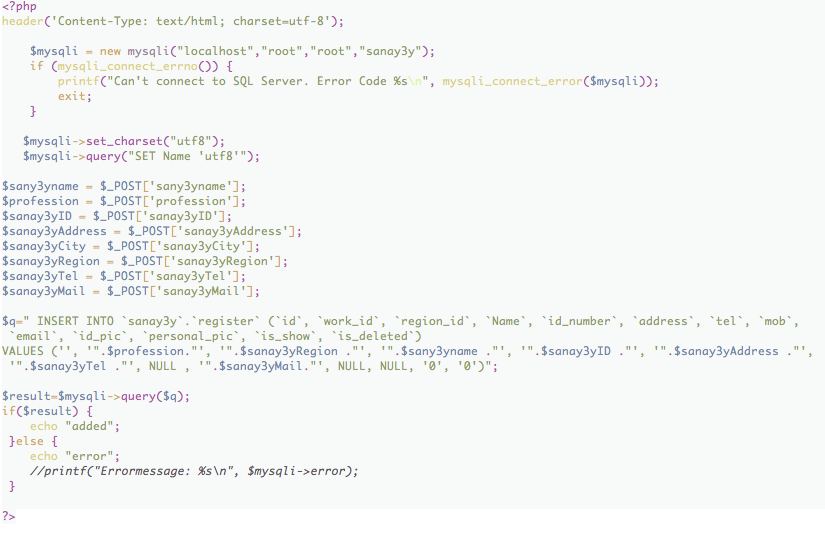 <?php
header('Content-Type: text/html; charset=utf-8');
$mysqli = new mysqli("localhost","root","root","sanay3y");
if (mysqli_connect_errno()) {
printf("Can't connect to SQL Server. Error Code %s\n", mysqli_connect_error($mysqli));
exit;
}
$mysqli->set_charset("utf8");
$mysqli->query("SET Name 'utf8'");
$sany3yname = $_POST['sany3yname'];
$profession = $_POST['profession'];
$sanay3yID = $_POST['sanay3yID'];
$sanay3yAddress = $_POST['sanay3yAddress'];
$sanay3yCity = $_POST['sanay3yCity'];
$sanay3yRegion = $_POST['sanay3yRegion'];
$sanay3yTel = $_POST['sanay3yTel'];
$sanay3yMail = $_POST['sanay3yMail'];
$q=" INSERT INTO `sanay3y`.`register` (`id`, `work_id`, `region_id`, `Name`, `id_number`, `address`, `tel`, `mob`,
`email`, `id_pic`, `personal_pic`, `is_show`, `is_deleted`)
VALUES ('', '".$profession."', '".$sanay3yRegion ."', '".$sany3yname ."', '".$sanay3yID ."', '".$sanay3yAddress ."',
'".$sanay3yTel ."', NULL , '".$sanay3yMail."', NULL, NULL, '0', '0')";
$result=$mysqli->query($q);
if($result) {
echo "added";
}else {
echo "error";
//printf("Errormessage: %s\n", $mysqli->error);
}
?>